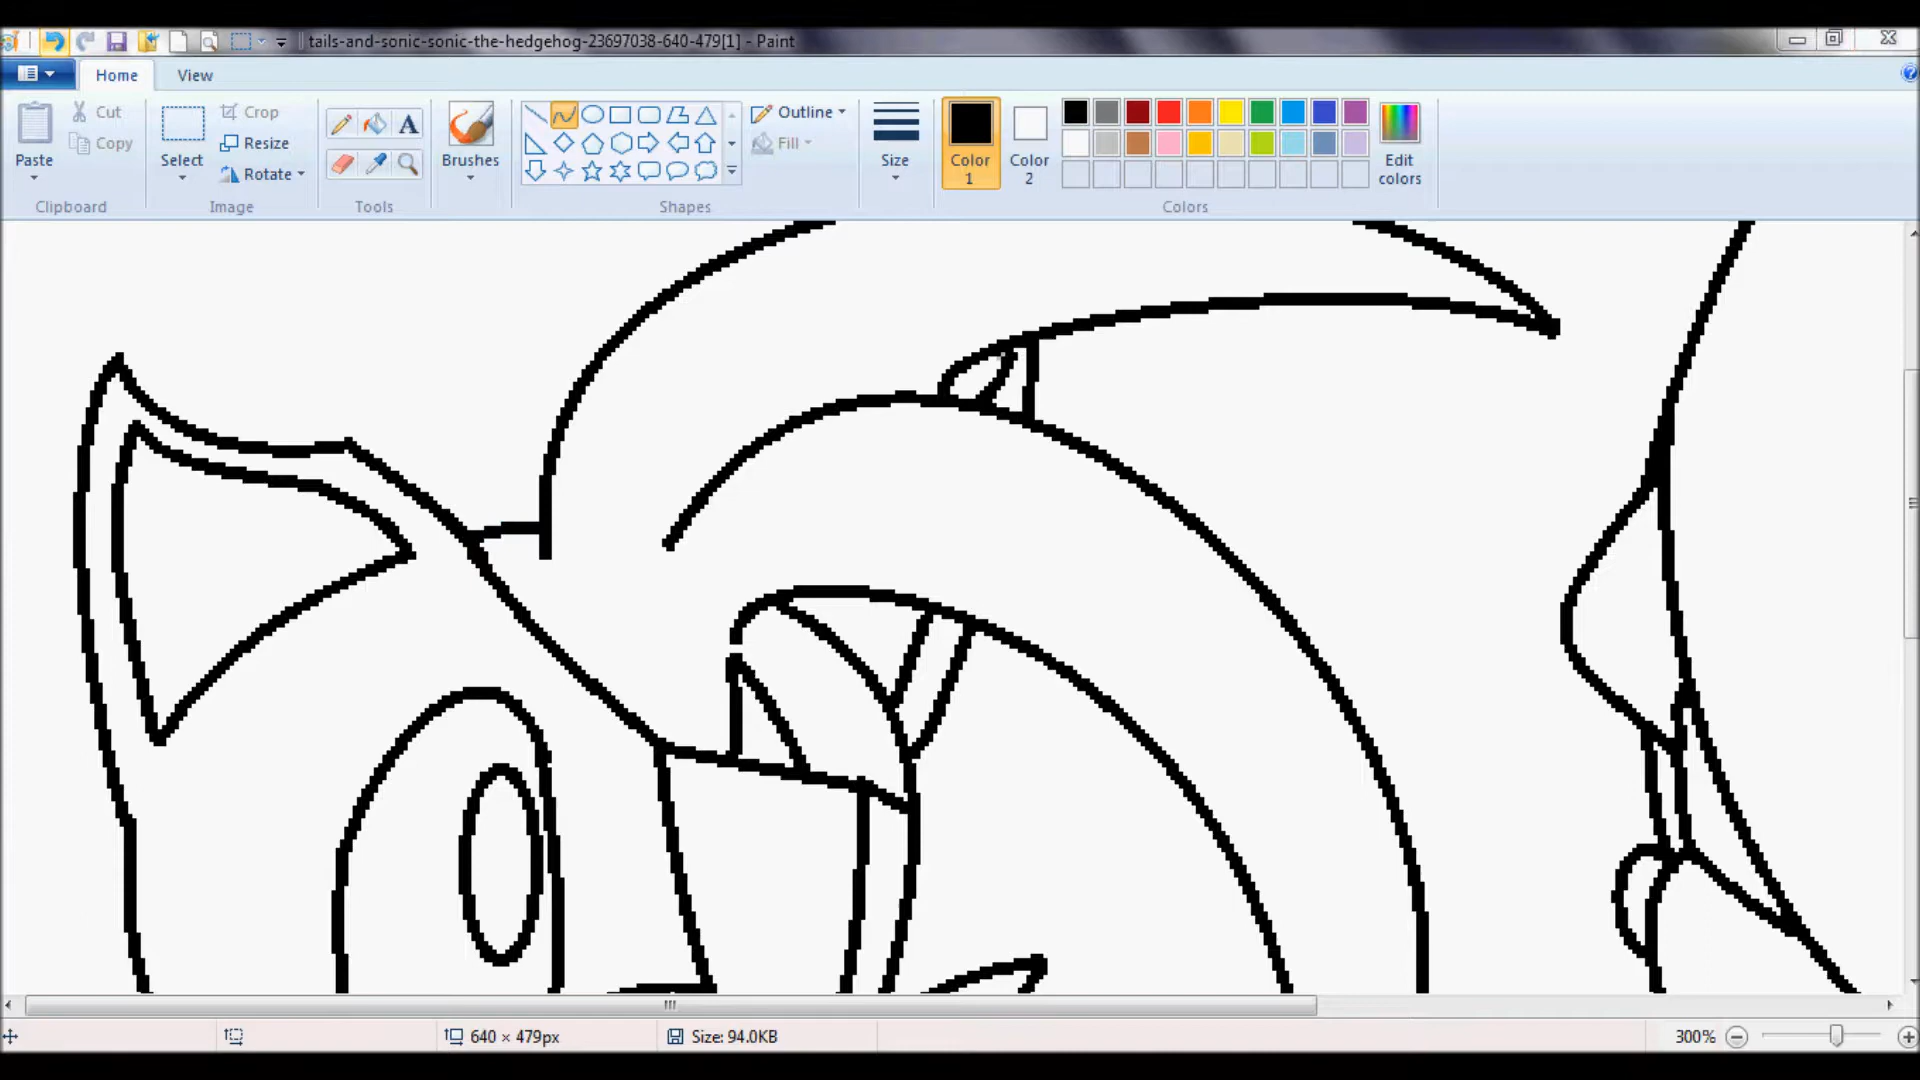 tails-and-sonic-sonic-the-hedgehog-23697038-640-479[1] - Paint
Home View
Paste Cut Copy Select Crop Resize Rotate A Brushes Outline Fill Size Color 1 Color 2 Edit colors
Clipboard Image Tools Shapes Colors
640 × 479px Size: 94.0KB 300%